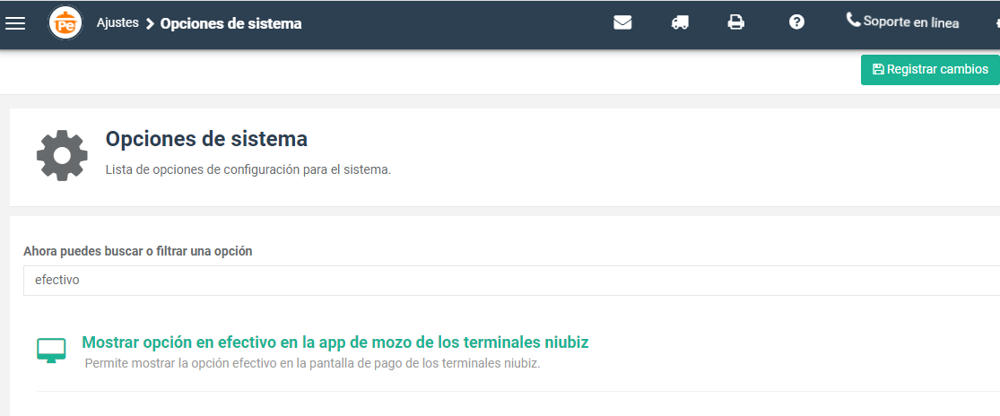 Pe Ajustes Opciones de sistema Soporte en linea
Registrar cambios
Opciones de sistema
Lista de opciones de configuración para el sistema.
Ahora puedes buscar o filtrar una opción
efectivo
Mostrar opción en efectivo en la app de mozo de los terminales niubiz
Permite mostrar la opción efectivo en la pantalla de pago de los terminales niubiz.